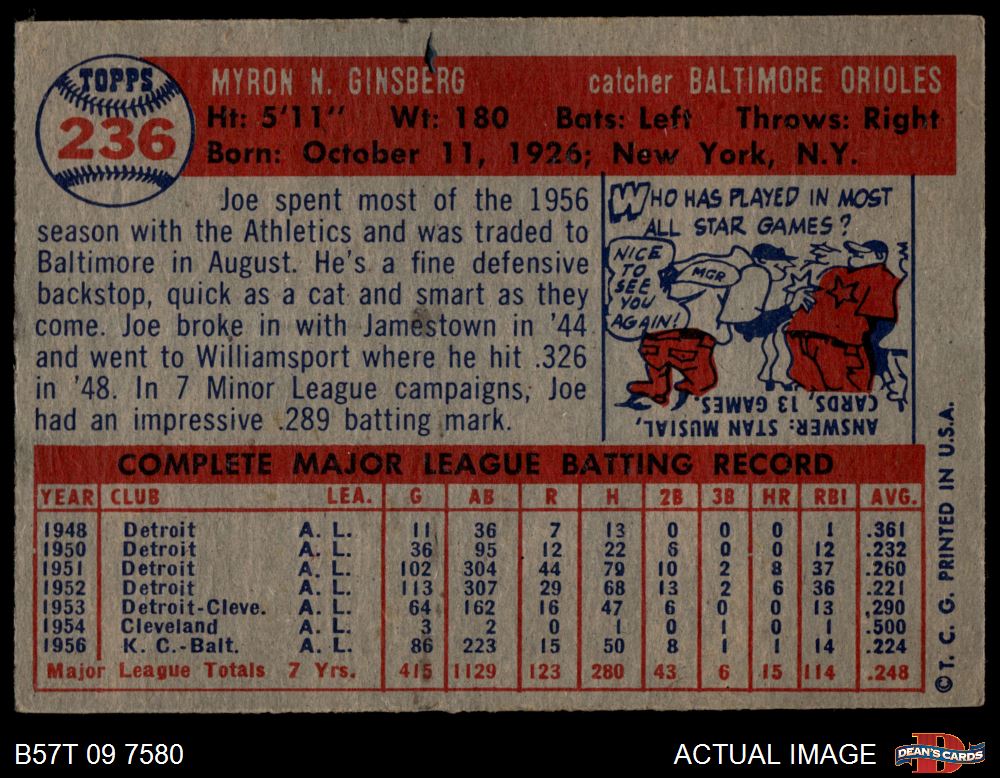 TOPPS
236
MYRON N. GINSBERG catcher BALTIMORE ORIOLES
Ht: 5'11" Wt: 180 Bats: Left Throws: Right
Born: October 11, 1926; New York, N.Y.
Joe spent most of the 1956
season with the Athletics and was traded to
Baltimore in August. He's a fine defensive
backstop, quick as a cat and smart as they
come. Joe broke in with Jamestown in '44
and went to Williamsport where he hit .326
in '48. In 7 Minor League campaigns, Joe
had an impressive .289 batting mark.
WHO HAS PLAYED IN MOST
ALL STAR GAMES?
NICE
TO
SEE
YOU
AGAIN!
MGR
ANSWER: STAN MUSIAL,
CARDS, 13 GAMES.
COMPLETE MAJOR LEAGUE BATTING RECORD
YEAR CLUB LEA. G AB R H 2B 3B HR RBI AVG.
1948 Detroit A. L. 11 36 7 13 0 0 0 1 .361
1950 Detroit A. L. 36 95 12 22 6 0 0 12 .232
1951 Detroit A. L. 102 304 44 79 10 2 8 37 .260
1952 Detroit A. L. 113 307 29 68 13 2 6 36 .221
1953 Detroit-Cleve. A. L. 64 162 16 47 6 0 0 13 .290
1954 Cleveland A. L. 3 2 0 1 0 1 0 1 .500
1956 K. C.-Balt. A. L. 86 223 15 50 8 1 1 14 .224
Major League Totals 7 Yrs. 415 1129 123 280 43 6 15 114 .248
© T. C. G. PRINTED IN U.S.A.
B57T 09 7580 ACTUAL IMAGE
DEAN'S CARDS